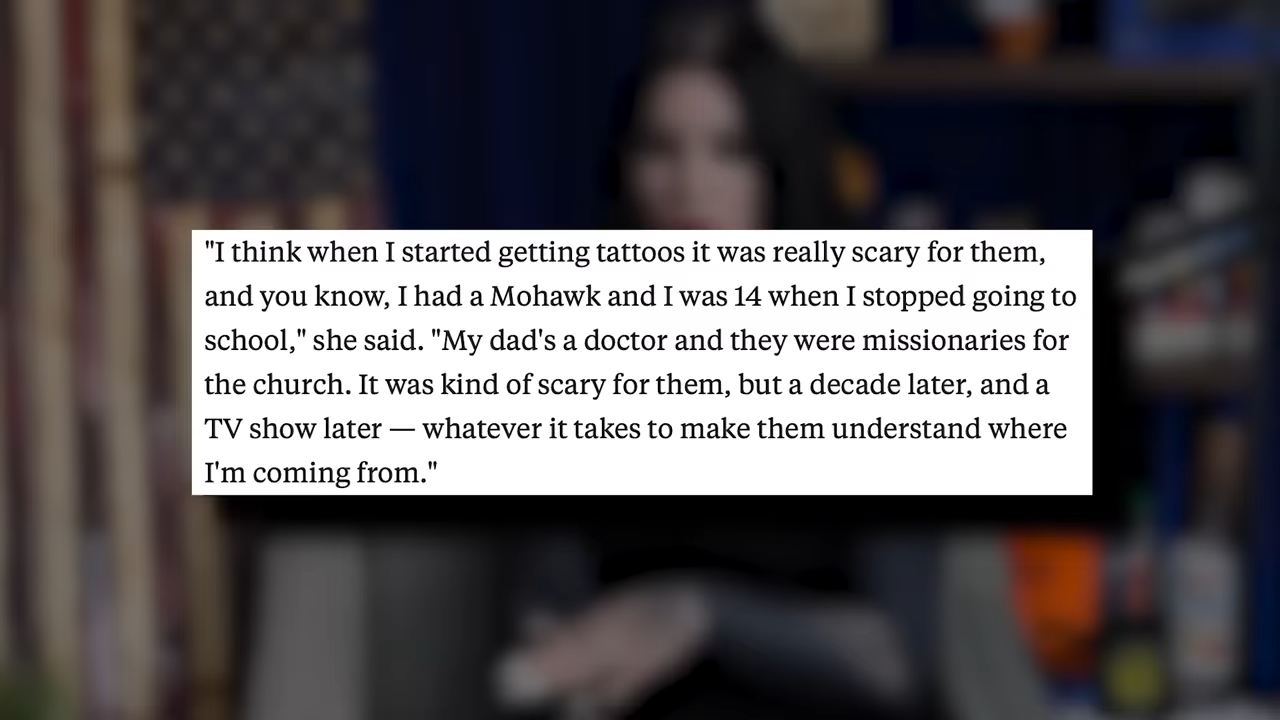 "I think when I started getting tattoos it was really scary for them,
and you know, I had a Mohawk and I was 14 when I stopped going to
school," she said. "My dad's a doctor and they were missionaries for
the church. It was kind of scary for them, but a decade later, and a
TV show later — whatever it takes to make them understand where
I'm coming from."